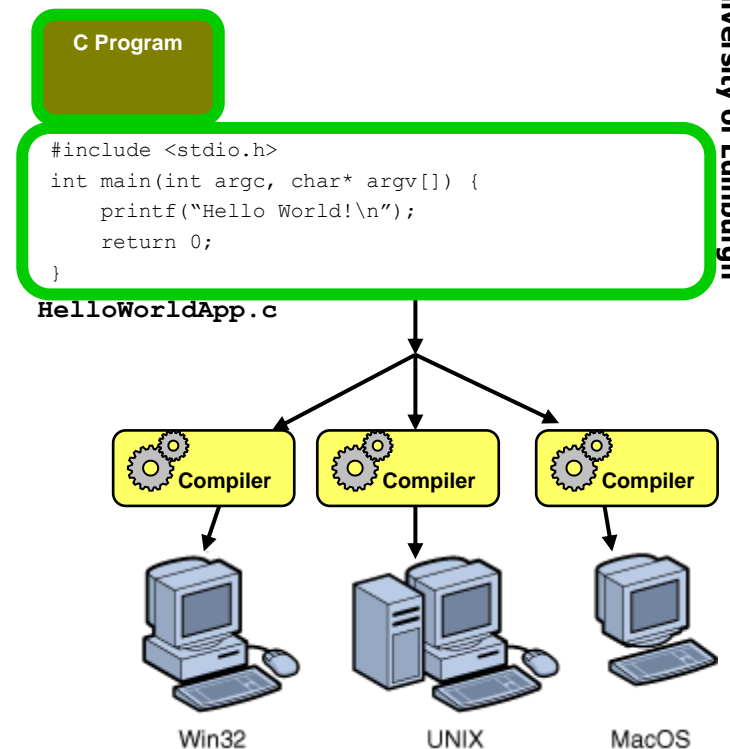 C Program
#include <stdio.h>
int main(int argc, char* argv[]) {
    printf(“Hello World!\n”);
    return 0;
}
HelloWorldApp.c
Compiler
Compiler
Compiler
Win32
UNIX
MacOS
of